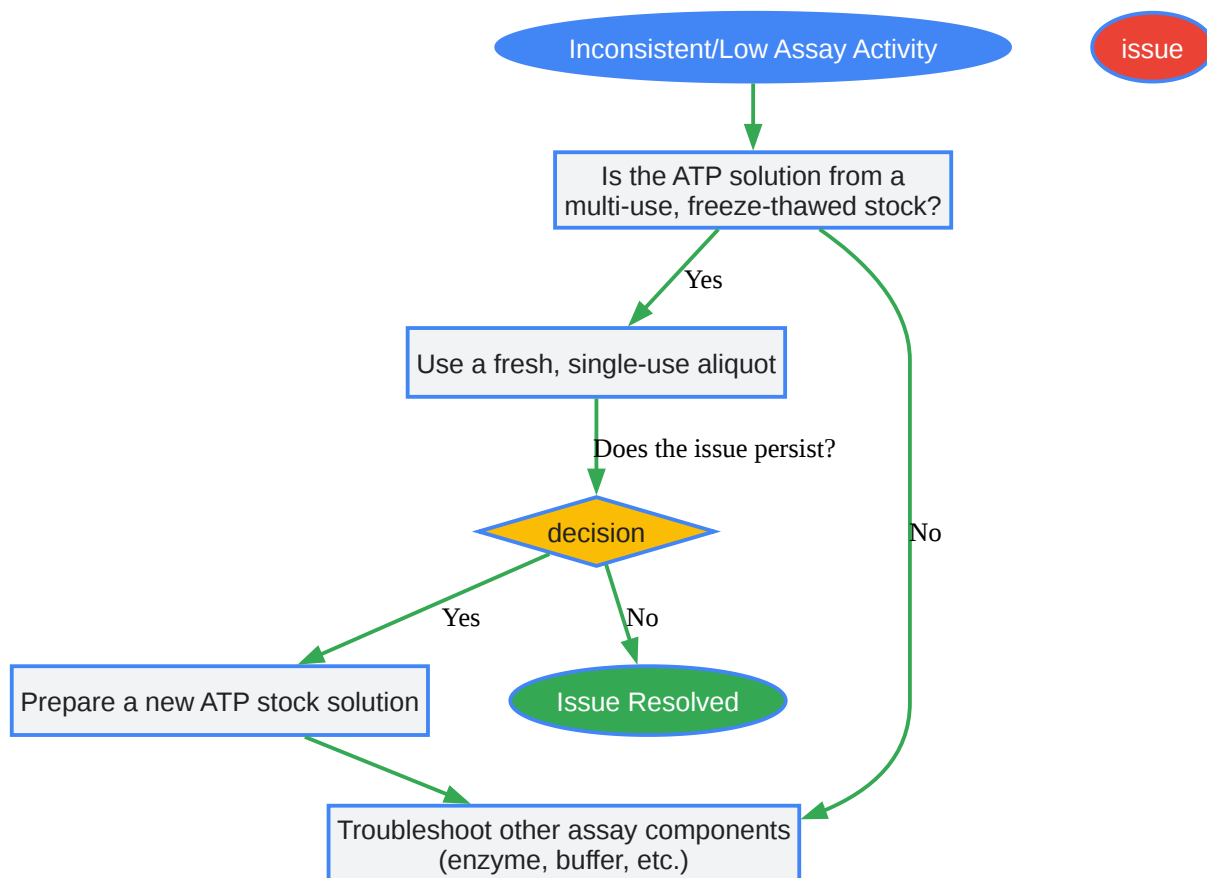 Inconsistent/Low Assay Activity
issue
Is the ATP solution from a
multi-use, freeze-thawed stock?
Yes
Use a fresh, single-use aliquot
Does the issue persist?
decision
No
Yes
No
Prepare a new ATP stock solution
Issue Resolved
Troubleshoot other assay components
(enzyme, buffer, etc.)